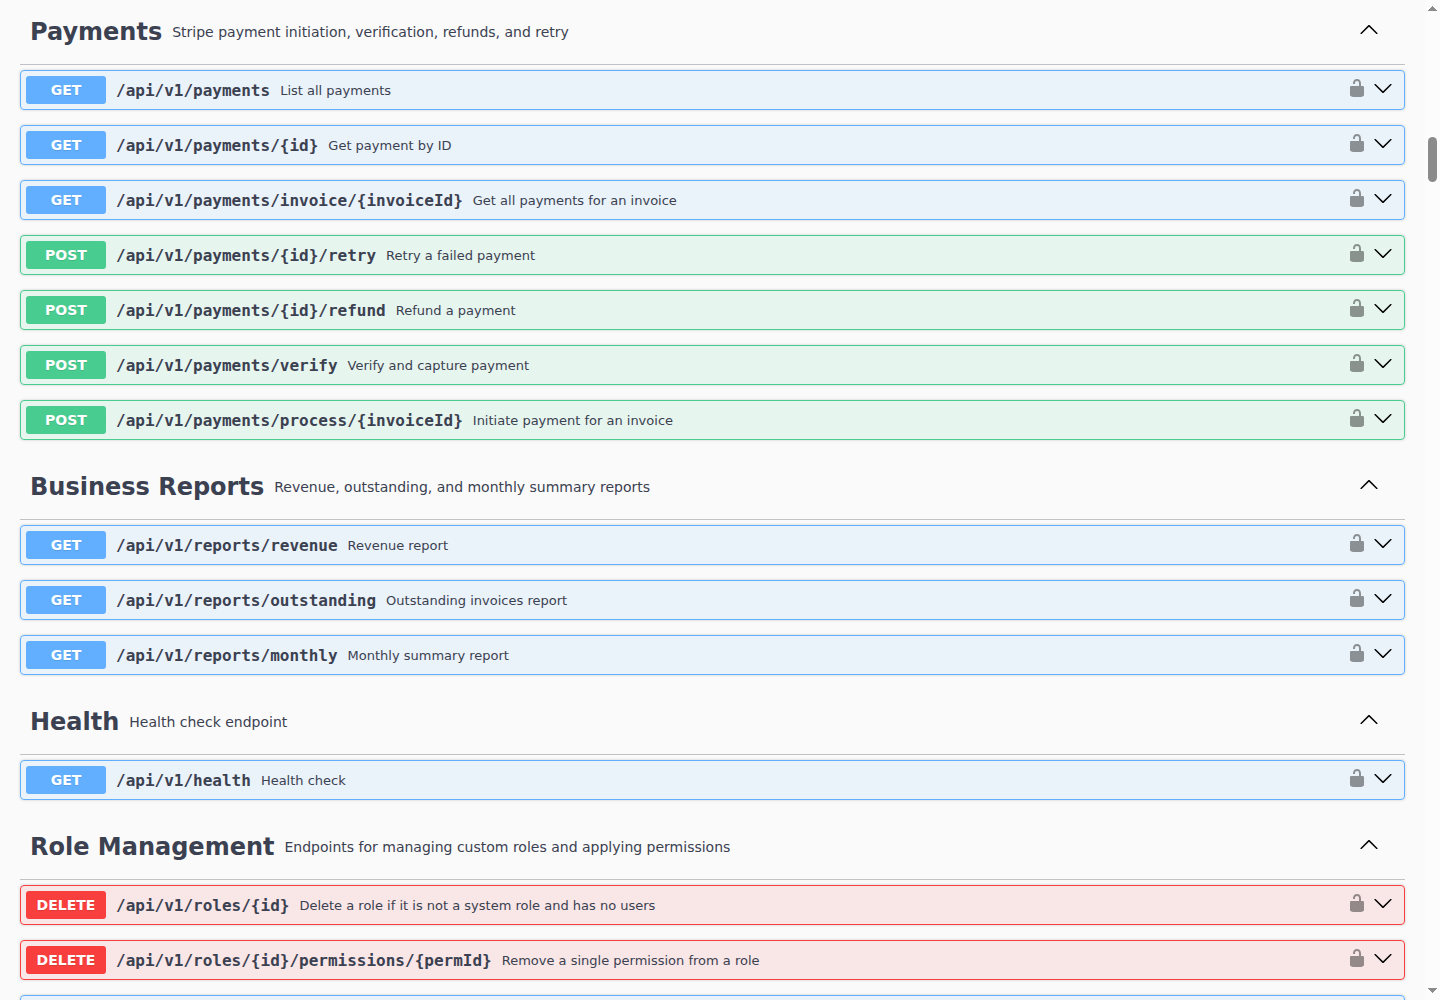 Payments Stripe payment initiation, verification, refunds, and retry
GET /api/v1/payments List all payments
GET /api/v1/payments/{id} Get payment by ID
GET /api/v1/payments/invoice/{invoiceId} Get all payments for an invoice
POST /api/v1/payments/{id}/retry Retry a failed payment
POST /api/v1/payments/{id}/refund Refund a payment
POST /api/v1/payments/verify Verify and capture payment
POST /api/v1/payments/process/{invoiceId} Initiate payment for an invoice
Business Reports Revenue, outstanding, and monthly summary reports
GET /api/v1/reports/revenue Revenue report
GET /api/v1/reports/outstanding Outstanding invoices report
GET /api/v1/reports/monthly Monthly summary report
Health Health check endpoint
GET /api/v1/health Health check
Role Management Endpoints for managing custom roles and applying permissions
DELETE /api/v1/roles/{id} Delete a role if it is not a system role and has no users
DELETE /api/v1/roles/{id}/permissions/{permId} Remove a single permission from a role